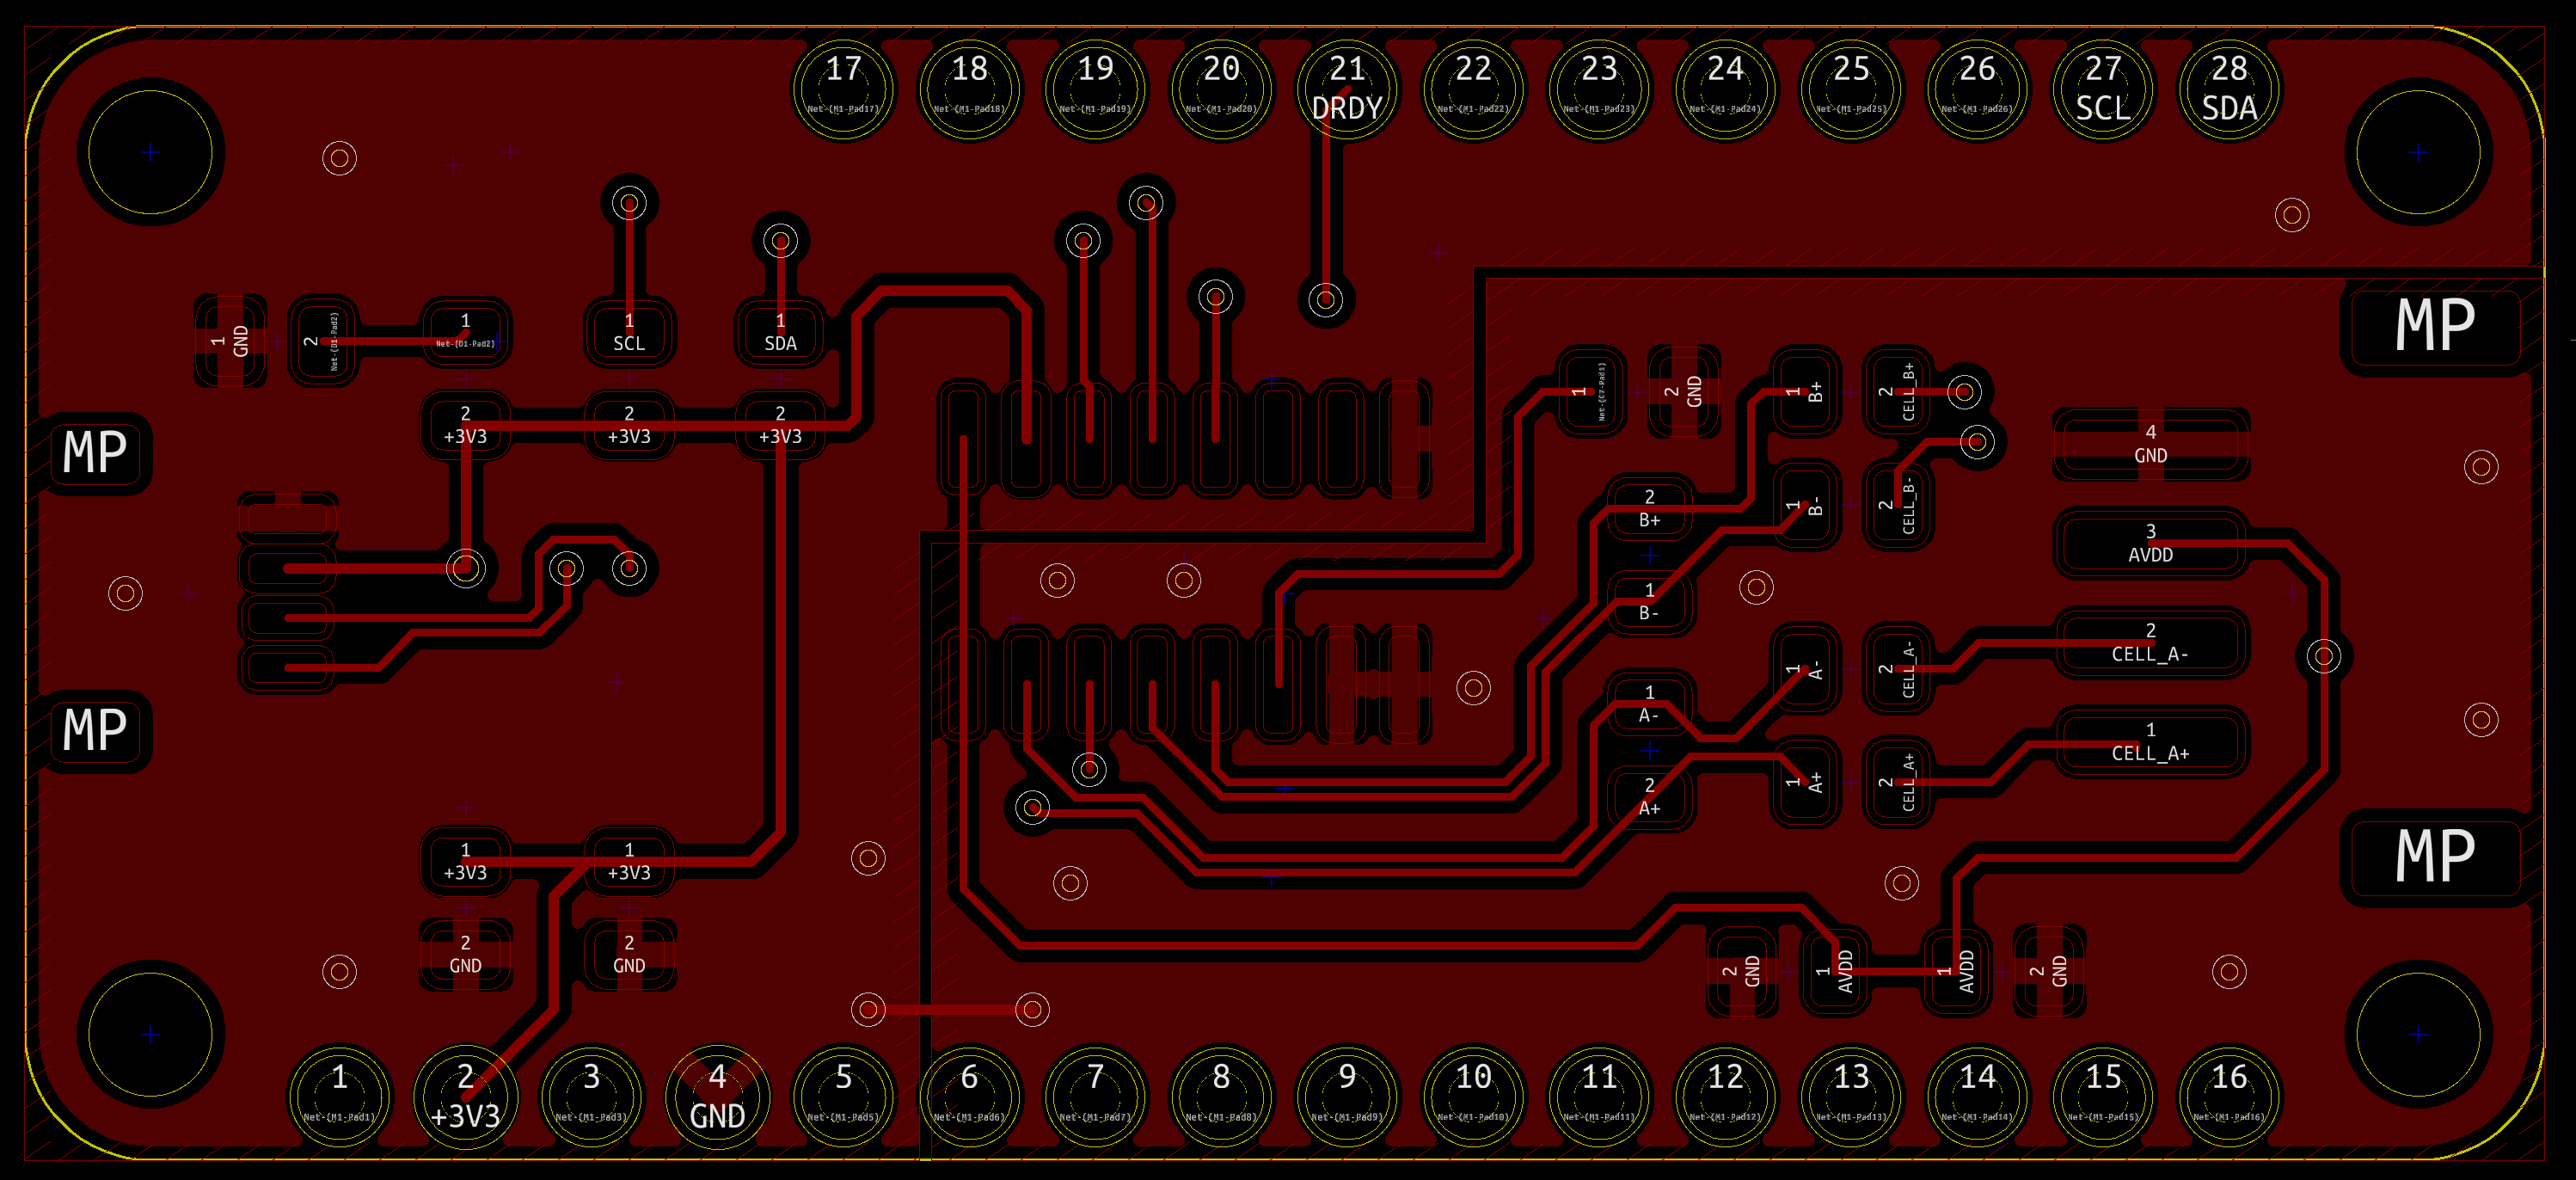 17 18 19 20 21 22 23 24 25 26 27 28
Net-(M1-Pad17) Net-(M1-Pad18) Net-(M1-Pad19) Net-(M1-Pad20) DRDY Net-(M1-Pad22) Net-(M1-Pad23) Net-(M1-Pad24) Net-(M1-Pad25) Net-(M1-Pad26) SCL SDA
1 GND
2 Net-(D1-Pad2)
1 Net-(D1-Pad2)
1 SCL
1 SDA
MP
2 +3V3
2 +3V3
2 +3V3
1 Net-(C7-Pad1)
2 GND
1 B+
2 CELL_B+
MP
4 GND
2 B+
1 B-
2 CELL_B-
3 AVDD
1 B-
2 CELL_A-
1 A-
2 CELL_A-
1 A-
MP
1 CELL_A+
2 A+
1 A+
2 CELL_A+
1 +3V3
1 +3V3
MP
2 GND
2 GND
2 GND
1 AVDD
1 AVDD
2 GND
1 2 3 4 5 6 7 8 9 10 11 12 13 14 15 16
Net-(M1-Pad1) +3V3 Net-(M1-Pad3) GND Net-(M1-Pad5) Net-(M1-Pad6) Net-(M1-Pad7) Net-(M1-Pad8) Net-(M1-Pad9) Net-(M1-Pad10) Net-(M1-Pad11) Net-(M1-Pad12) Net-(M1-Pad13) Net-(M1-Pad14) Net-(M1-Pad15) Net-(M1-Pad16)